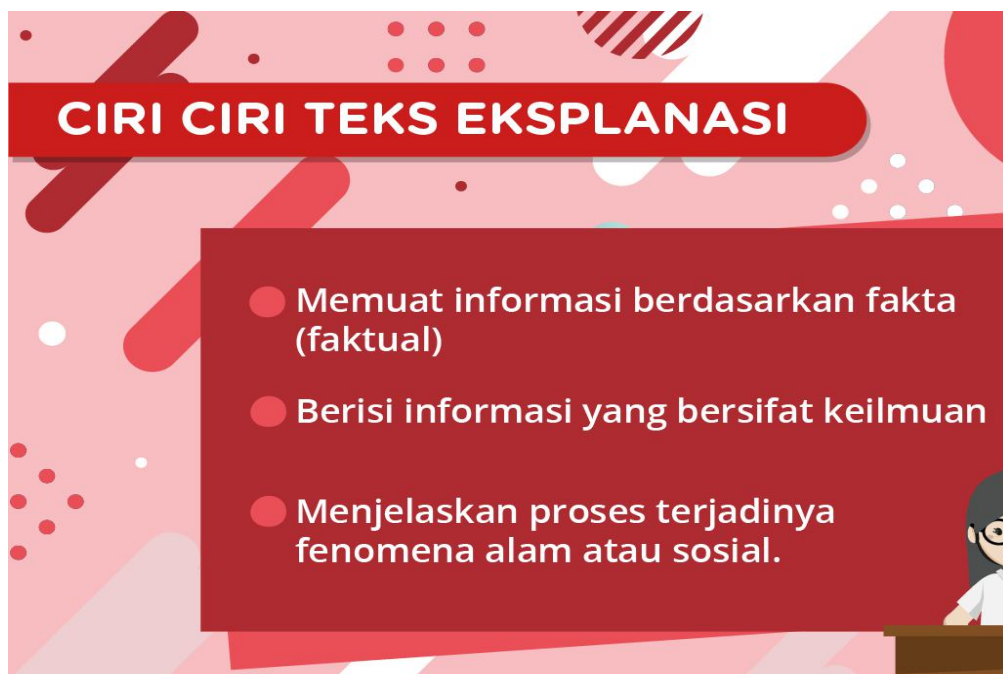 CIRI CIRI TEKS EKSPLANASI
Memuat informasi berdasarkan fakta
(faktual)
Berisi informasi yang bersifat keilmuan
Menjelaskan proses terjadinya
fenomena alam atau sosial.